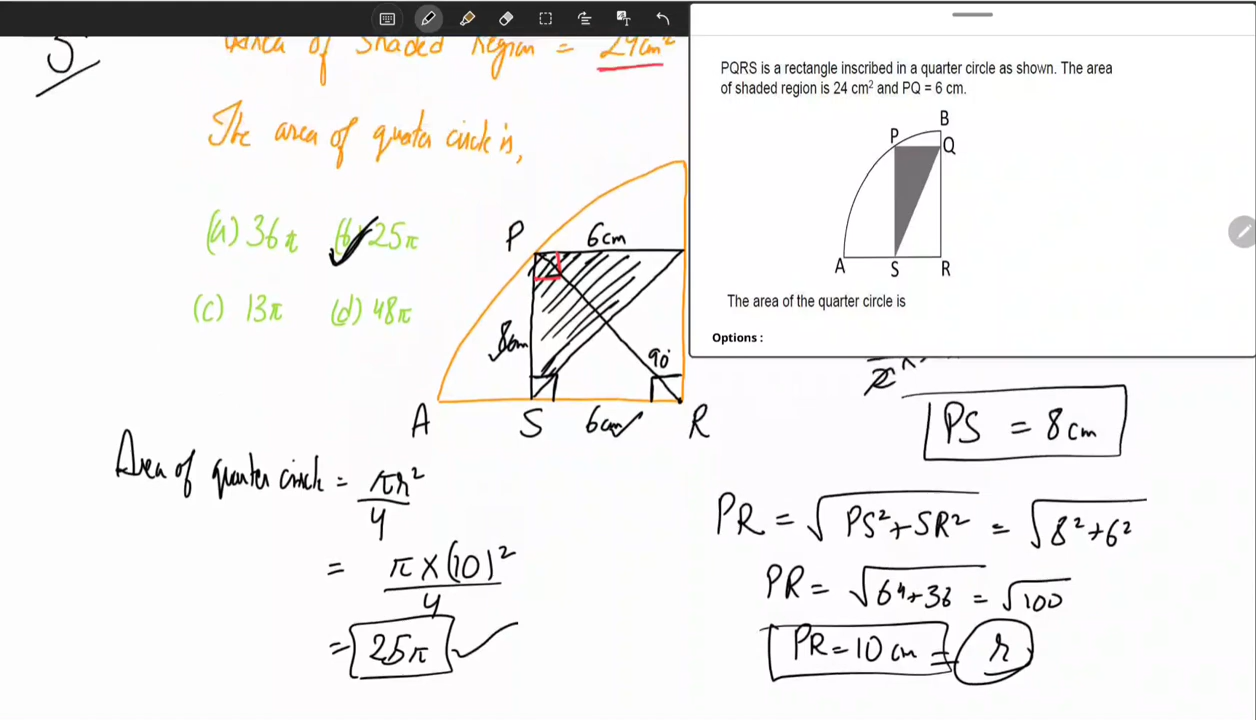 Area of shaded Region = 24cm²
The area of quater circle is,
(a) 36π (b) 25π
(c) 13π (d) 48π
P 6cm
8cm
90°
A S 6cm R
Area of quarter circle = πr²/4
= π×(10)²/4
= 25π
PQRS is a rectangle inscribed in a quarter circle as shown. The area
of shaded region is 24 cm² and PQ = 6 cm.
B
P
Q
A S R
The area of the quarter circle is
Options :
PS = 8cm
PR = √PS²+SR² = √8²+6²
PR = √64+36 = √100
PR=10 cm = r